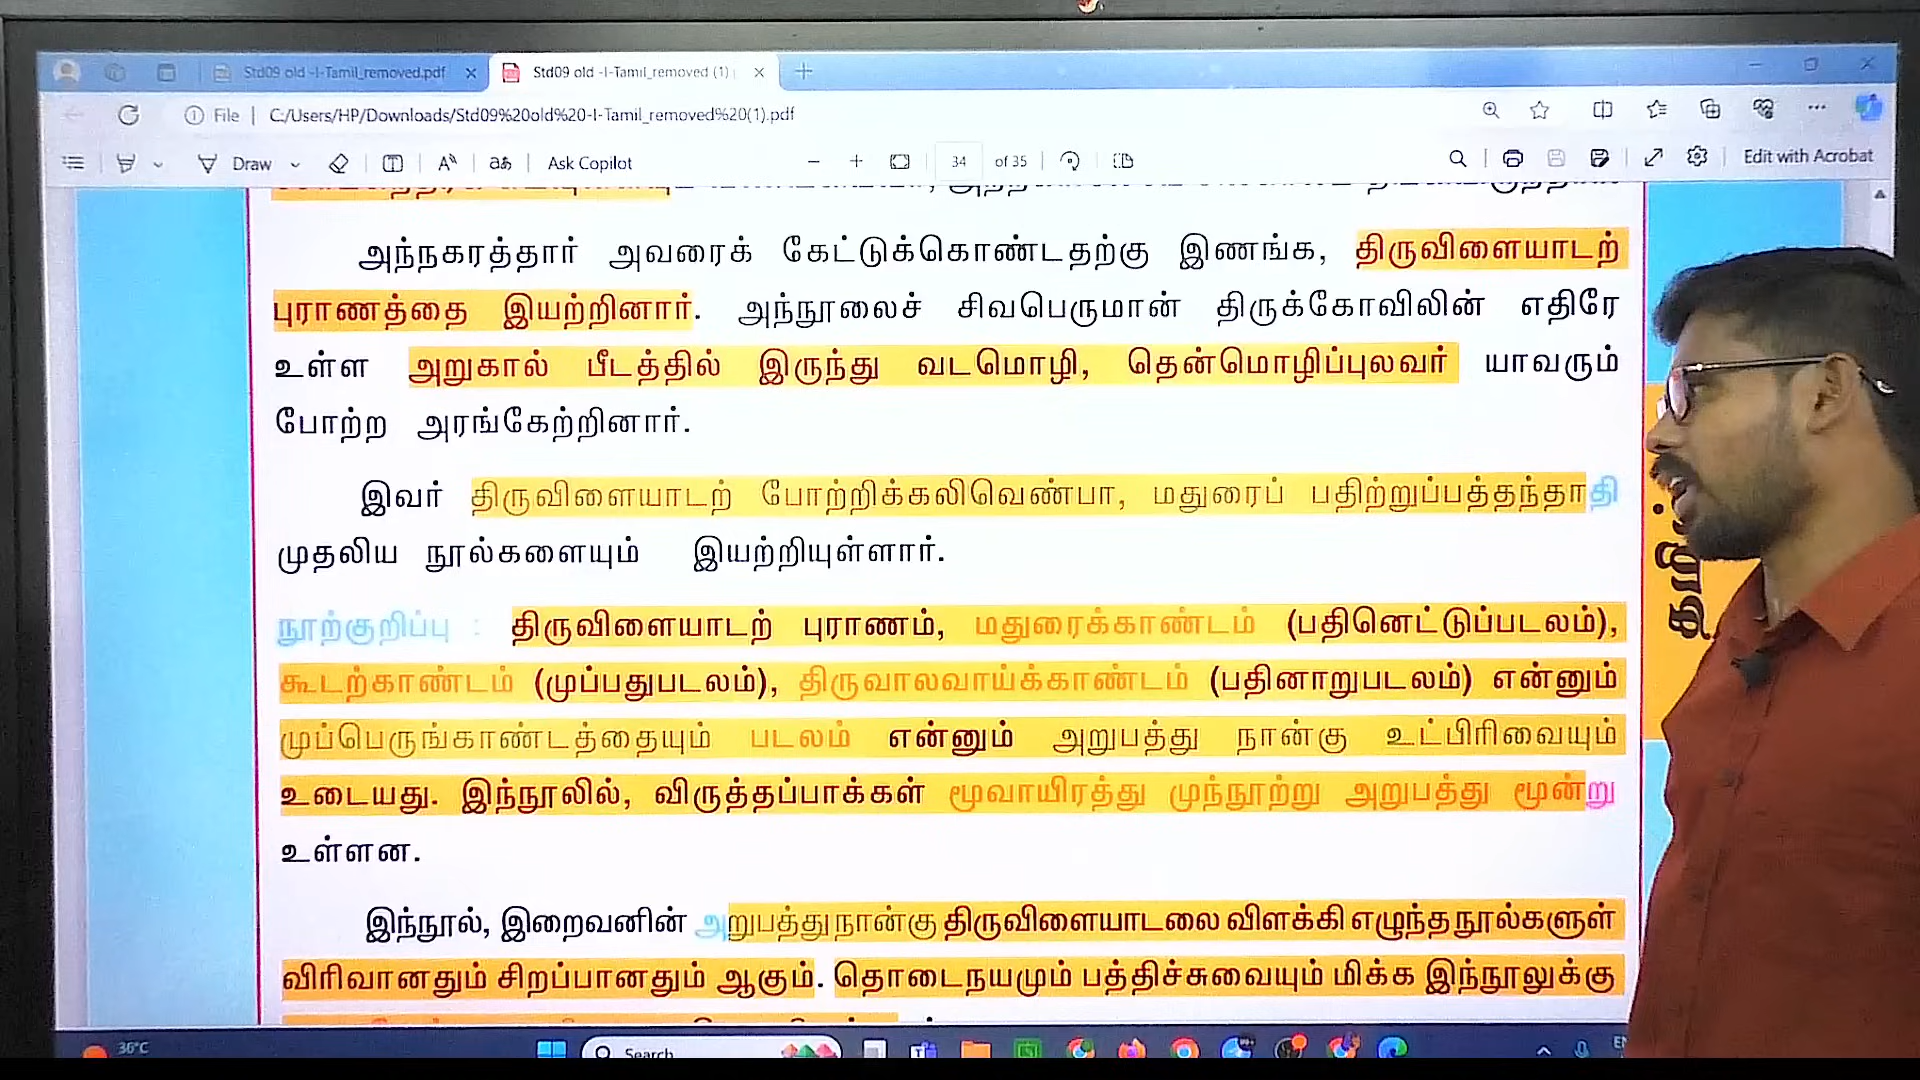 Std09 old -I-Tamil_removed.pdf
Std09 old -I-Tamil_removed (1)
File
C:/Users/HP/Downloads/Std09%20old%20-I-Tamil_removed%20(1).pdf
Draw
Ask Copilot
34 of 35
Edit with Acrobat
அந்நகரத்தார் அவரைக் கேட்டுக்கொண்டதற்கு இணங்க, திருவிளையாடற்
புராணத்தை இயற்றினார். அந்நூலைச் சிவபெருமான் திருக்கோவிலின் எதிரே
உள்ள அறுகால் பீடத்தில் இருந்து வடமொழி, தென்மொழிப்புலவர் யாவரும்
போற்ற அரங்கேற்றினார்.
இவர் திருவிளையாடற் போற்றிக்கலிவெண்பா, மதுரைப் பதிற்றுப்பத்தந்தாதி
முதலிய நூல்களையும் இயற்றியுள்ளார்.
நூற்குறிப்பு : திருவிளையாடற் புராணம், மதுரைக்காண்டம் (பதினெட்டுப்படலம்),
கூடற்காண்டம் (முப்பதுபடலம்), திருவாலவாய்க்காண்டம் (பதினாறுபடலம்) என்னும்
முப்பெருங்காண்டத்தையும் படலம் என்னும் அறுபத்து நான்கு உட்பிரிவையும்
உடையது. இந்நூலில், விருத்தப்பாக்கள் மூவாயிரத்து முந்நூற்று அறுபத்து மூன்று
உள்ளன.
இந்நூல், இறைவனின் அறுபத்துநான்கு திருவிளையாடலை விளக்கி எழுந்த நூல்களுள்
விரிவானதும் சிறப்பானதும் ஆகும். தொடைநயமும் பத்திச்சுவையும் மிக்க இந்நூலுக்கு
36°C
Search